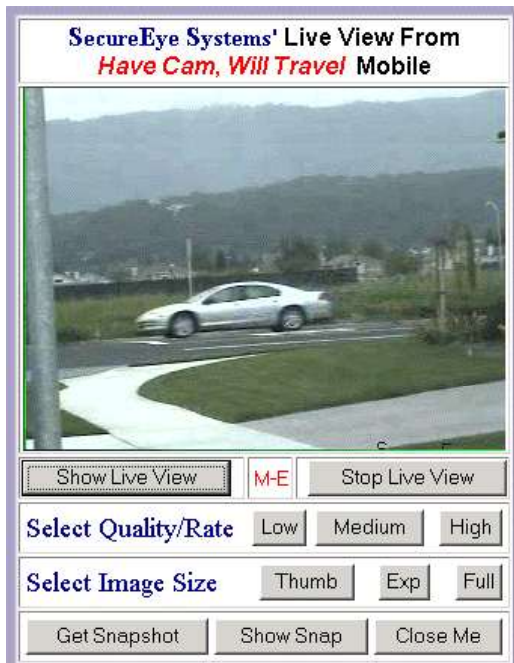 SecureEye Systems' Live View From
Have Cam, Will Travel Mobile
Show Live View M-E Stop Live View
Select Quality/Rate Low Medium High
Select Image Size Thumb Exp Full
Get Snapshot Show Snap Close Me